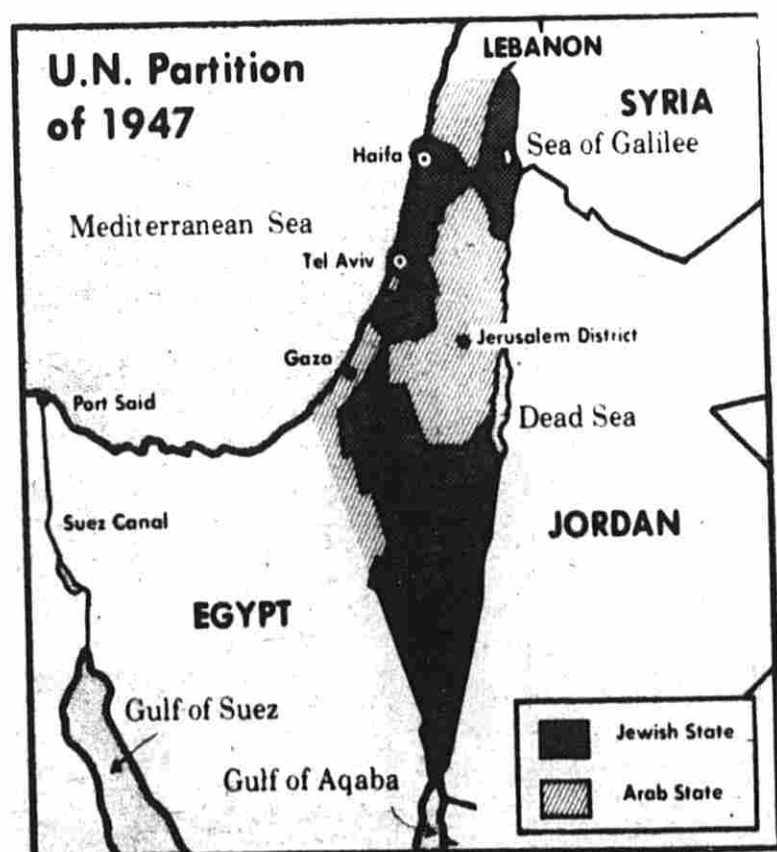 U.N. Partition
of 1947
LEBANON
SYRIA
Haifa
Sea of Galilee
Mediterranean Sea
Tel Aviv
Jerusalem District
Gaza
Port Said
Dead Sea
Suez Canal
JORDAN
EGYPT
Gulf of Suez
Gulf of Aqaba
Jewish State
Arab State